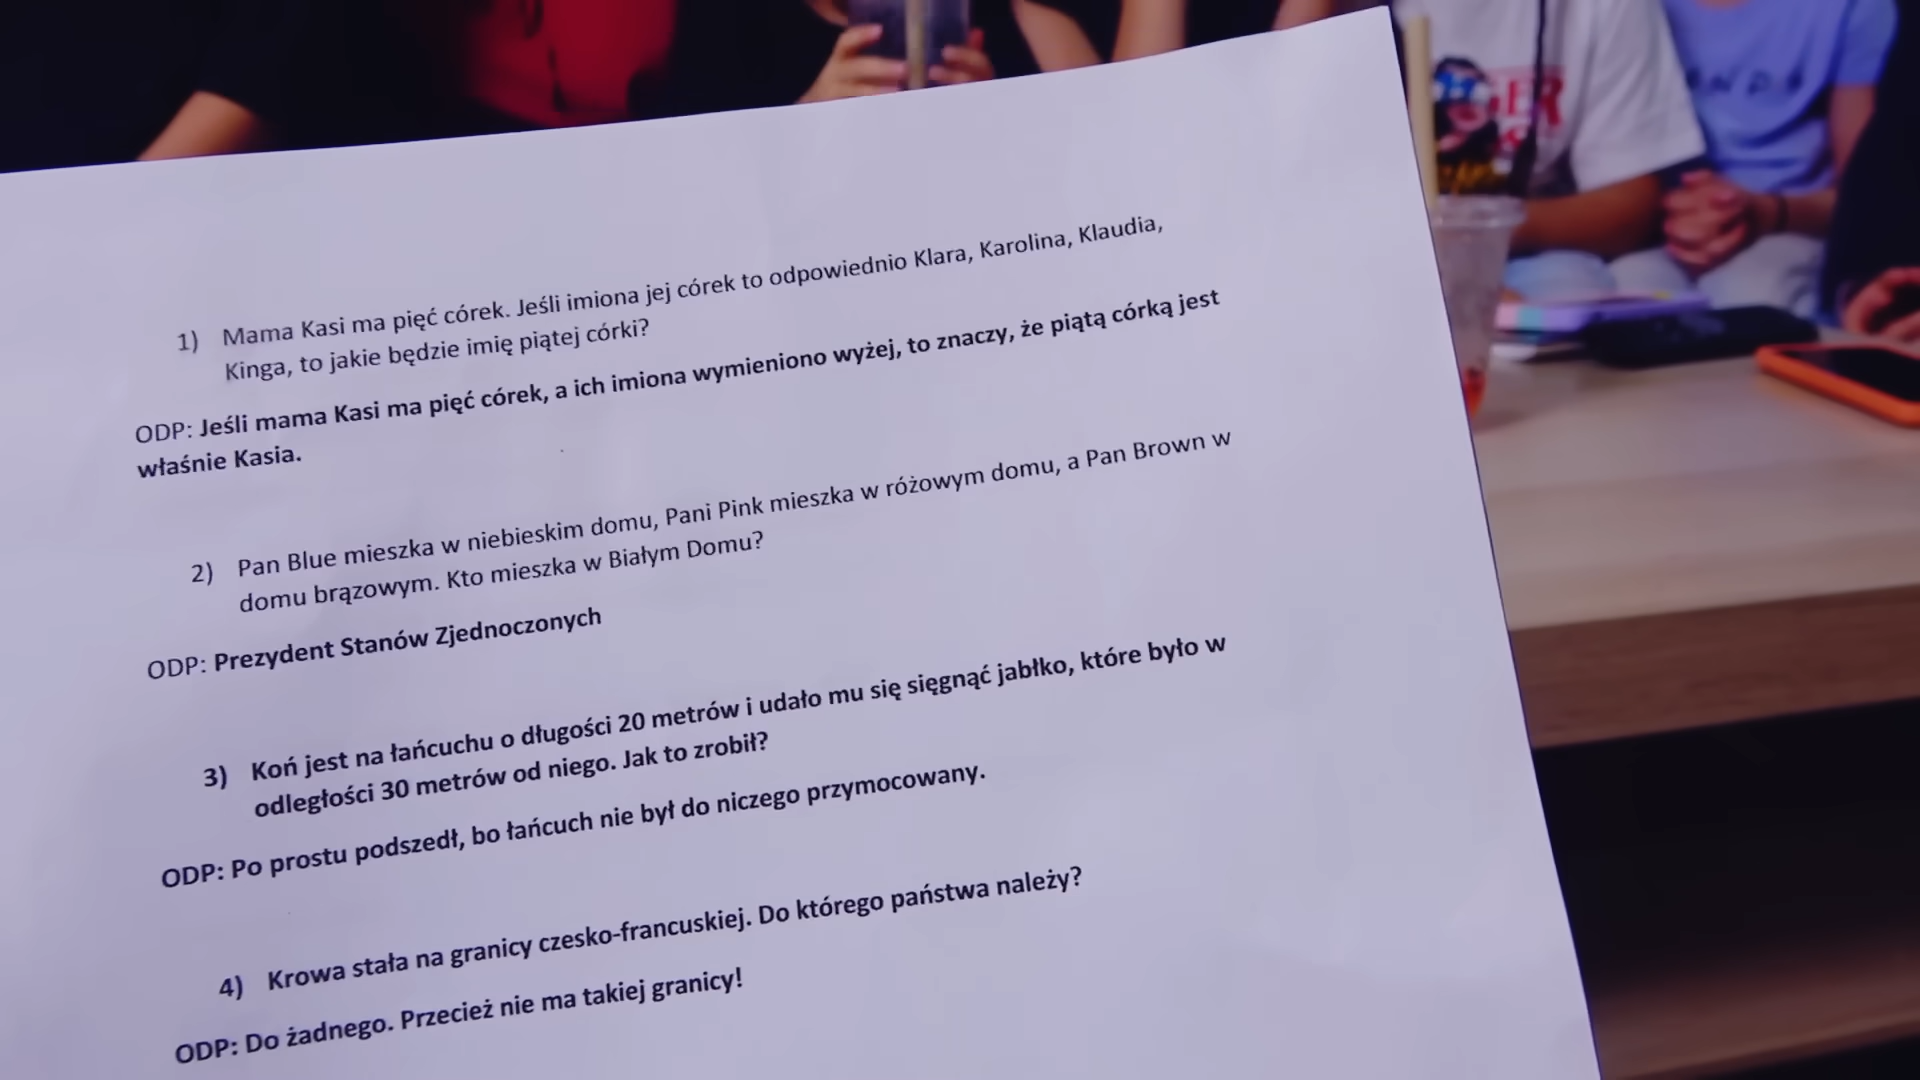 1) Mama Kasi ma pięć córek. Jeśli imiona jej córek to odpowiednio Klara, Karolina, Klaudia,
Kinga, to jakie będzie imię piątej córki?
ODP: Jeśli mama Kasi ma pięć córek, a ich imiona wymieniono wyżej, to znaczy, że piątą córką jest
właśnie Kasia.
2) Pan Blue mieszka w niebieskim domu, Pani Pink mieszka w różowym domu, a Pan Brown w
domu brązowym. Kto mieszka w Białym Domu?
ODP: Prezydent Stanów Zjednoczonych
3) Koń jest na łańcuchu o długości 20 metrów i udało mu się sięgnąć jabłko, które było w
odległości 30 metrów od niego. Jak to zrobił?
ODP: Po prostu podszedł, bo łańcuch nie był do niczego przymocowany.
4) Krowa stała na granicy czesko-francuskiej. Do którego państwa należy?
ODP: Do żadnego. Przecież nie ma takiej granicy!